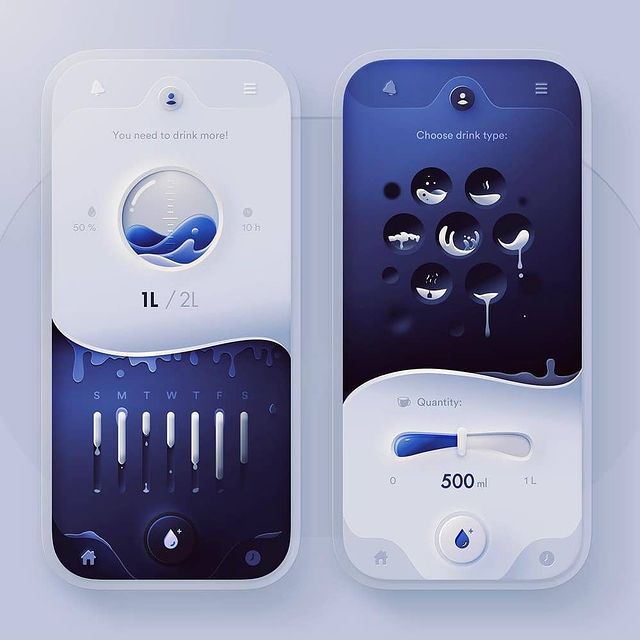 You need to drink more!
50 %
10 h
1L / 2L
S M T W T F S
Choose drink type:
Quantity:
0 500 ml 1 L